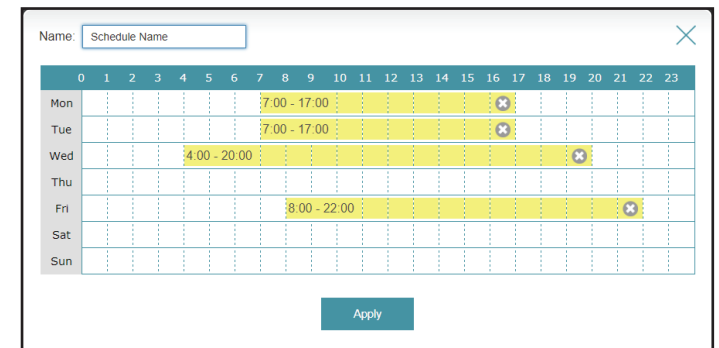 Name: Schedule Name
0 1 2 3 4 5 6 7 8 9 10 11 12 13 14 15 16 17 18 19 20 21 22 23
Mon 7:00 - 17:00
Tue 7:00 - 17:00
Wed 4:00 - 20:00
Thu
Fri 8:00 - 22:00
Sat
Sun
Apply